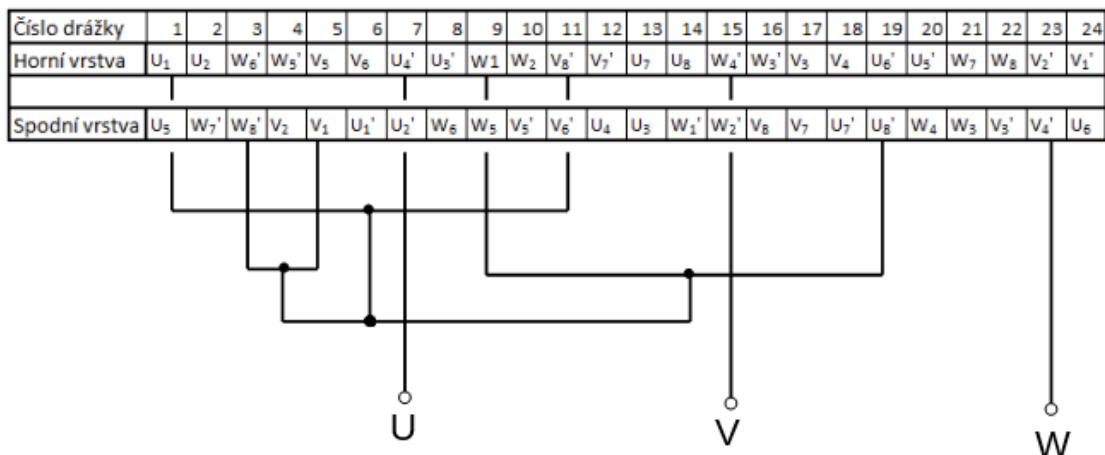 Číslo drážky 1 2 3 4 5 6 7 8 9 10 11 12 13 14 15 16 17 18 19 20 21 22 23 24
Horní vrstva U₁ U₂ W₆' W₅' V₅ V₆ U₄' U₃' W1 W₂ V₈' V₇' U₇ U₈ W₄' W₃' V₃ V₄ U₆' U₅' W₇ W₈ V₂' V₁'
Spodní vrstva U₅ W₇' W₈' V₂ V₁ U₁' U₂' W₆ W₅ V₅' V₆' U₄ U₃ W₁' W₂' V₈ V₇ U₇' U₈' W₄ W₃ V₃' V₄' U₆
U V W